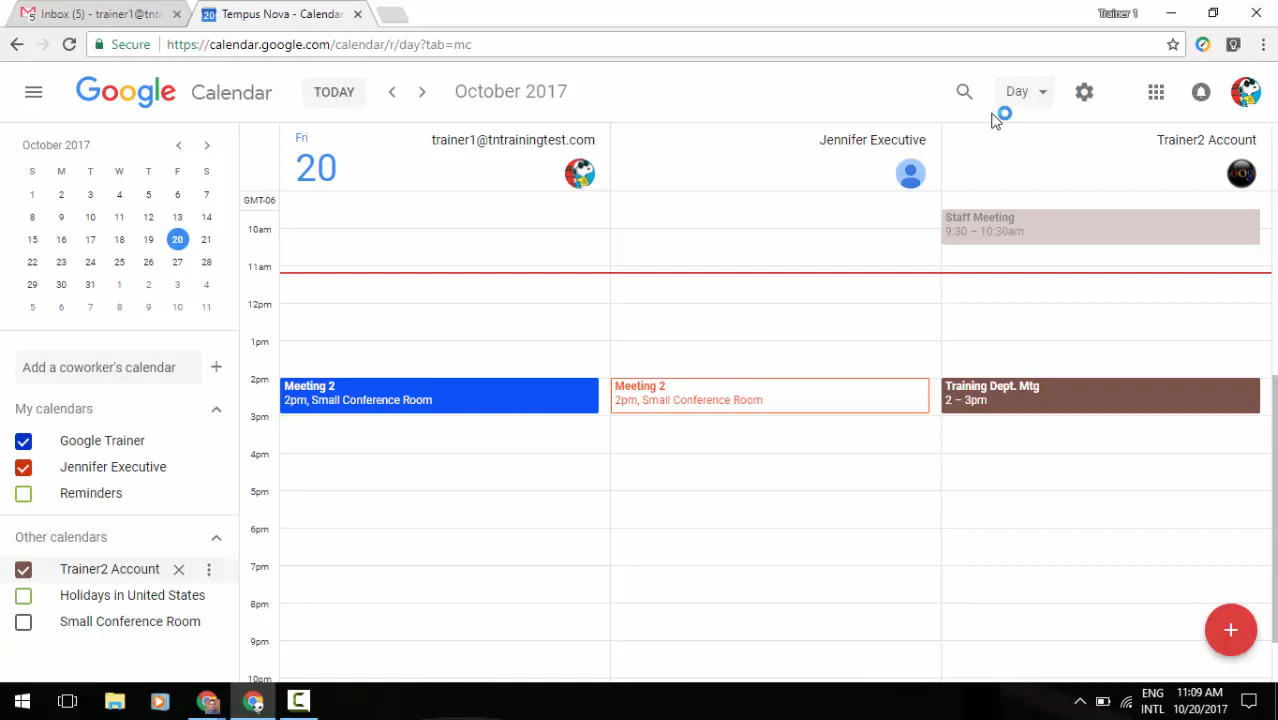 Inbox (5) - trainer1@tnt
Tempus Nova - Calenda
Trainer 1
Secure
https://calendar.google.com/calendar/r/day?tab=mc
Google Calendar
TODAY
October 2017
Day
October 2017
S M T W T F S
1 2 3 4 5 6 7
8 9 10 11 12 13 14
15 16 17 18 19 20 21
22 23 24 25 26 27 28
29 30 31 1 2 3 4
5 6 7 8 9 10 11
Add a coworker's calendar
My calendars
Google Trainer
Jennifer Executive
Reminders
Other calendars
Trainer2 Account
Holidays in United States
Small Conference Room
Fri
20
trainer1@tntrainingtest.com
Jennifer Executive
Trainer2 Account
GMT-06
10am
11am
12pm
1pm
2pm
3pm
4pm
5pm
6pm
7pm
8pm
9pm
10pm
Staff Meeting
9:30 – 10:30am
Meeting 2
2pm, Small Conference Room
Meeting 2
2pm, Small Conference Room
Training Dept. Mtg
2 – 3pm
ENG
INTL
11:09 AM
10/20/2017